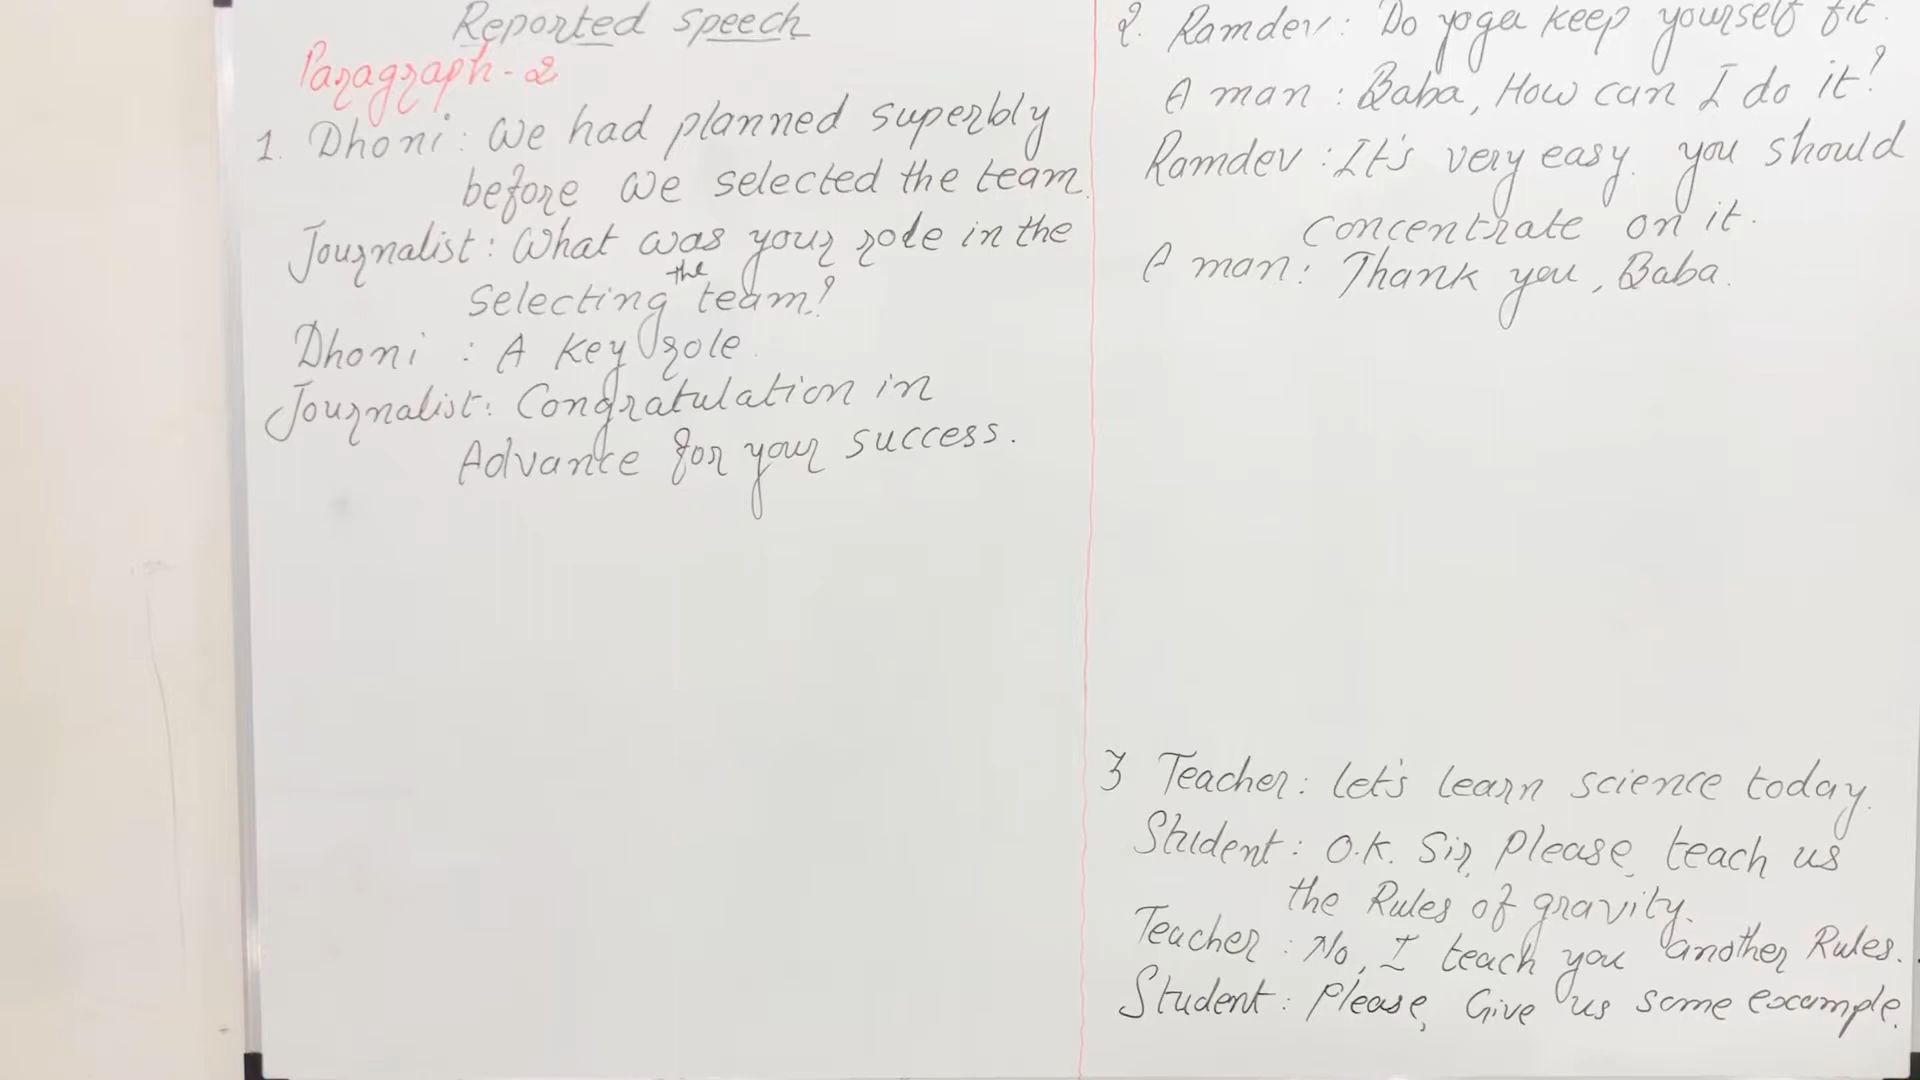 Reported speech
Paragraph-2
1. Dhoni: We had planned superbly
before we selected the team.
Journalist: What was your role in the
selecting the team?
Dhoni : A key role.
Journalist: Congratulation in
Advance for your success.
2. Ramdev: Do yoga keep yourself fit.
A man : Baba, How can I do it?
Ramdev : It's very easy. you should
concentrate on it.
A man: Thank you, Baba.
3 Teacher: Let's learn science today.
Student: O.K. Sir, Please, teach us
the Rules of gravity.
Teacher: No, I teach you another Rules.
Student: Please, Give us some example.